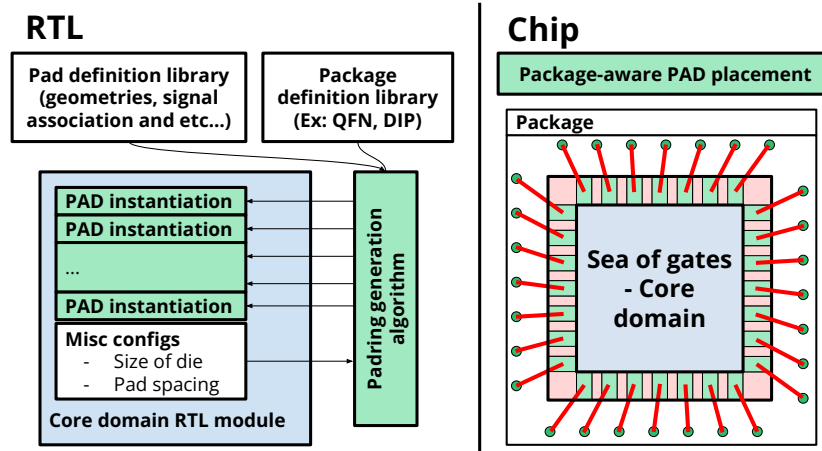 RTL
Pad definition library
(geometries, signal
association and etc...)
Package
definition library
(Ex: QFN, DIP)
PAD instantiation
PAD instantiation
...
PAD instantiation
Misc configs
- Size of die
- Pad spacing
Core domain RTL module
Padring generation
algorithm
Chip
Package-aware PAD placement
Package
Sea of gates
- Core
domain